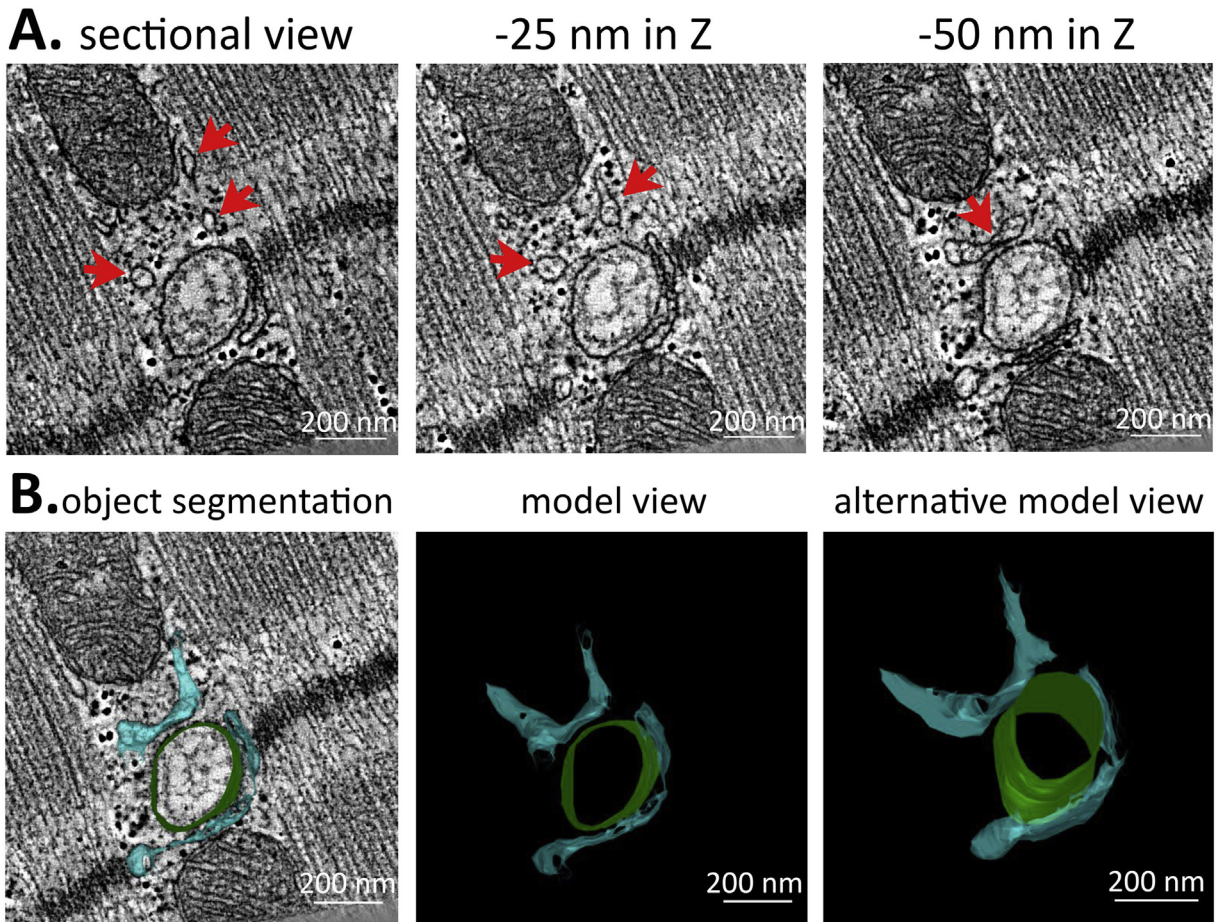 A. sectional view -25 nm in Z -50 nm in Z
200 nm 200 nm 200 nm
B. object segmentation model view alternative model view
200 nm 200 nm 200 nm